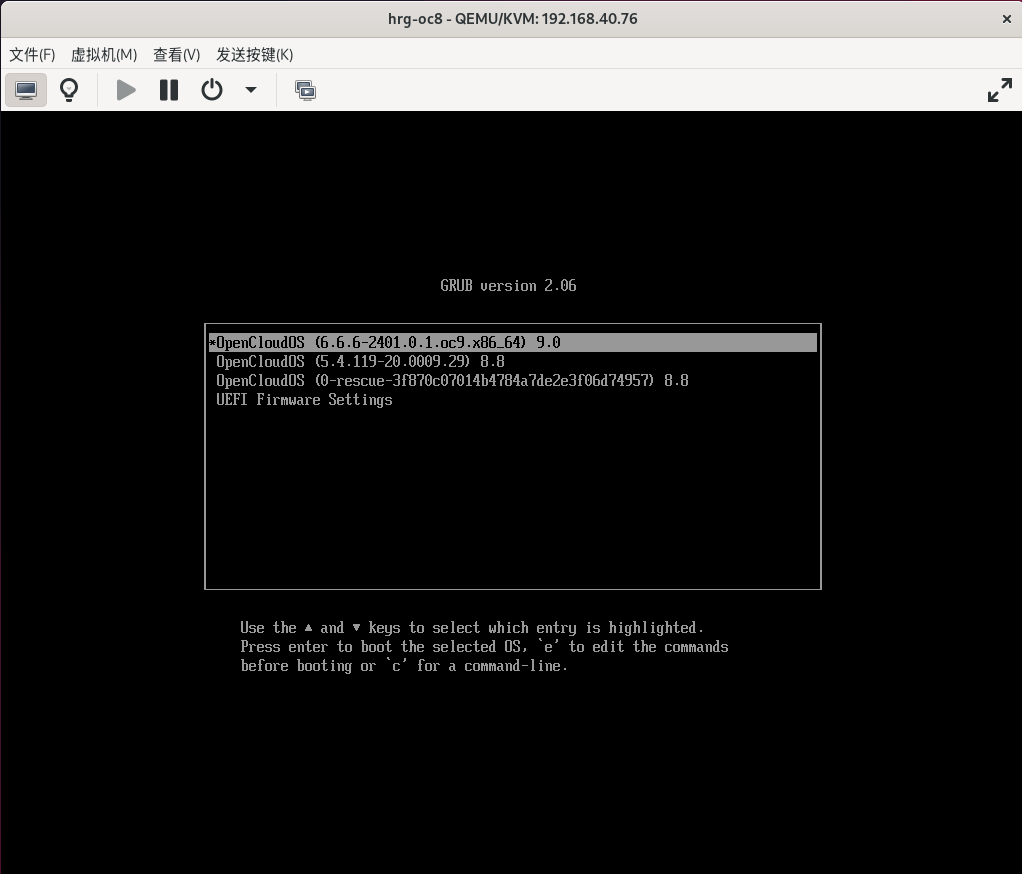 hrg-oc8 - QEMU/KVM: 192.168.40.76
文件(F) 虚拟机(M) 查看(V) 发送按键(K)
GRUB version 2.06
*OpenCloudOS (6.6.6-2401.0.1.oc9.x86_64) 9.0
OpenCloudOS (5.4.119-20.0009.29) 8.8
OpenCloudOS (0-rescue-3f870c07014b4784a7de2e3f06d74957) 8.8
UEFI Firmware Settings
Use the ▲ and ▼ keys to select which entry is highlighted.
Press enter to boot the selected OS, `e' to edit the commands
before booting or `c' for a command-line.